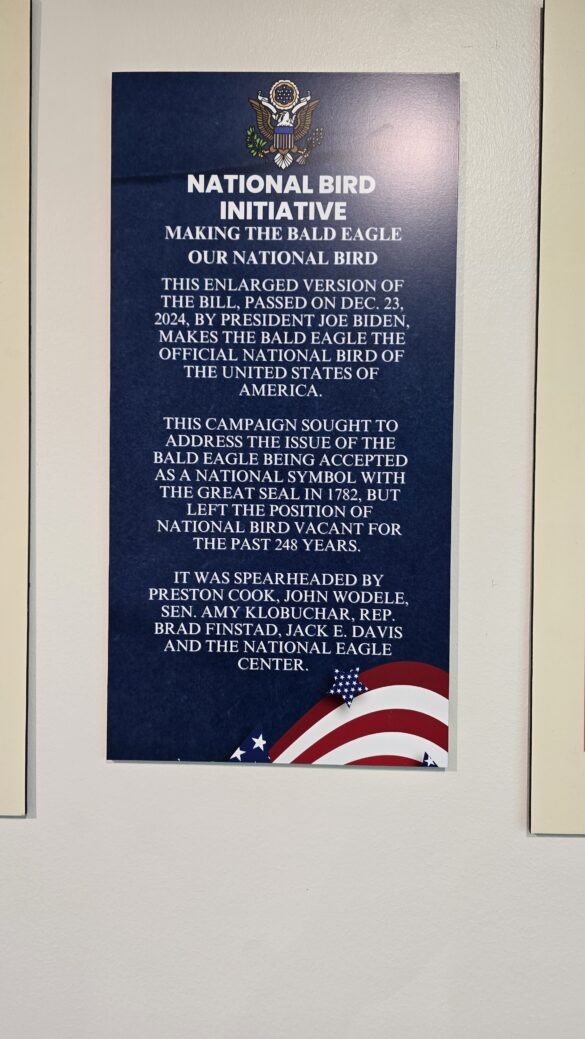 NATIONAL BIRD
INITIATIVE
MAKING THE BALD EAGLE
OUR NATIONAL BIRD
THIS ENLARGED VERSION OF
THE BILL, PASSED ON DEC. 23,
2024, BY PRESIDENT JOE BIDEN,
MAKES THE BALD EAGLE THE
OFFICIAL NATIONAL BIRD OF
THE UNITED STATES OF
AMERICA.
THIS CAMPAIGN SOUGHT TO
ADDRESS THE ISSUE OF THE
BALD EAGLE BEING ACCEPTED
AS A NATIONAL SYMBOL WITH
THE GREAT SEAL IN 1782, BUT
LEFT THE POSITION OF
NATIONAL BIRD VACANT FOR
THE PAST 248 YEARS.
IT WAS SPEARHEADED BY
PRESTON COOK, JOHN WODELE,
SEN. AMY KLOBUCHAR, REP.
BRAD FINSTAD, JACK E. DAVIS
AND THE NATIONAL EAGLE
CENTER.